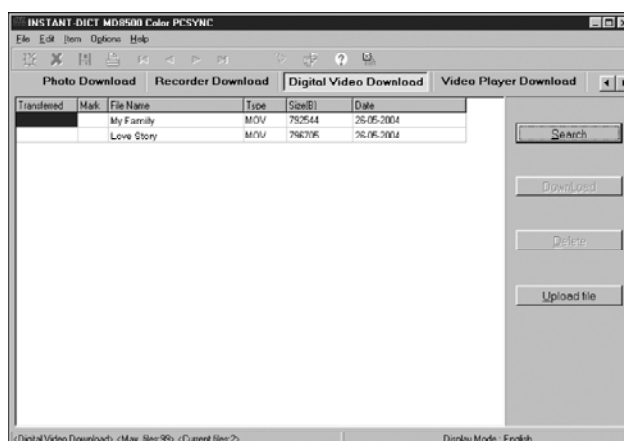 INSTANT-DICT MD8500 Color PCSYNC
File Edit Item Options Help
Photo Download Recorder Download Digital Video Download Video Player Download
Transferred Mark File Name Type Size(B) Date
My Family MOV 792544 26-05-2004
Love Story MOV 796705 26-05-2004
Search
DownLoad
Delete
Upload file
<Digital Video Download> <Max. files:99> <Current files:2> Display Mode : English